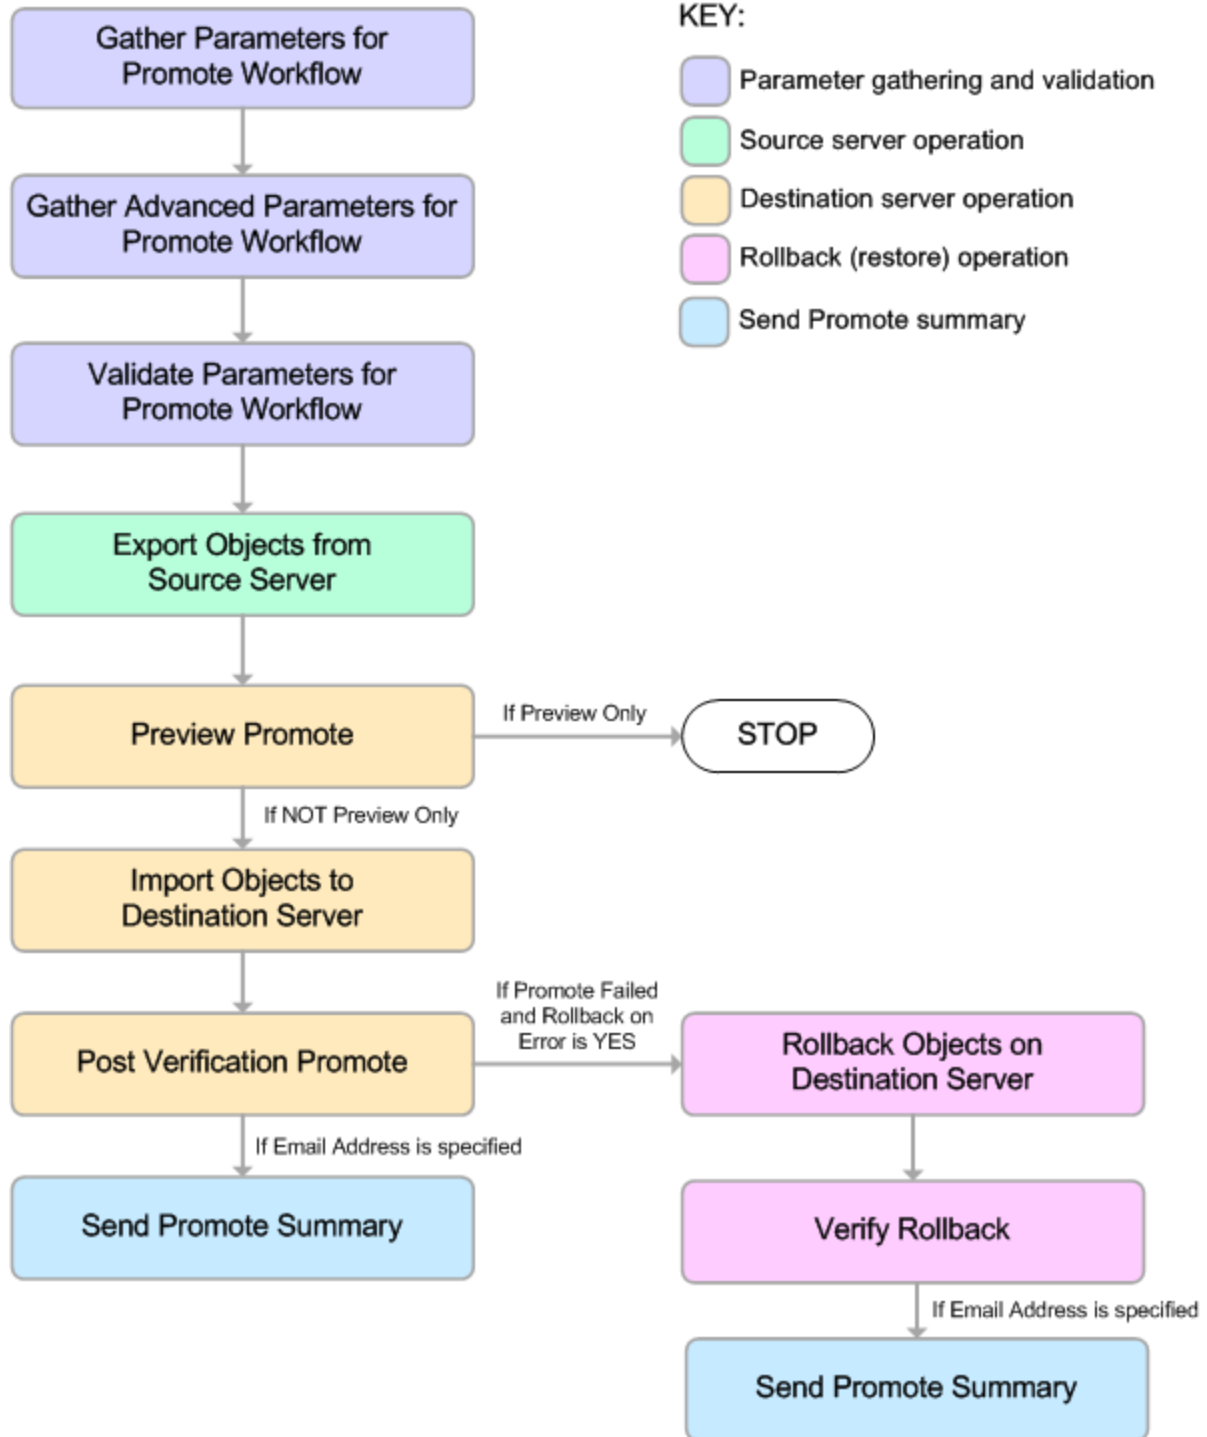 Gather Parameters for
Promote Workflow
KEY:
Parameter gathering and validation
Source server operation
Destination server operation
Rollback (restore) operation
Send Promote summary
Gather Advanced Parameters for
Promote Workflow
Validate Parameters for
Promote Workflow
Export Objects from
Source Server
Preview Promote
If Preview Only
STOP
If NOT Preview Only
Import Objects to
Destination Server
Post Verification Promote
If Promote Failed
and Rollback on
Error is YES
Rollback Objects on
Destination Server
If Email Address is specified
Send Promote Summary
Verify Rollback
If Email Address is specified
Send Promote Summary